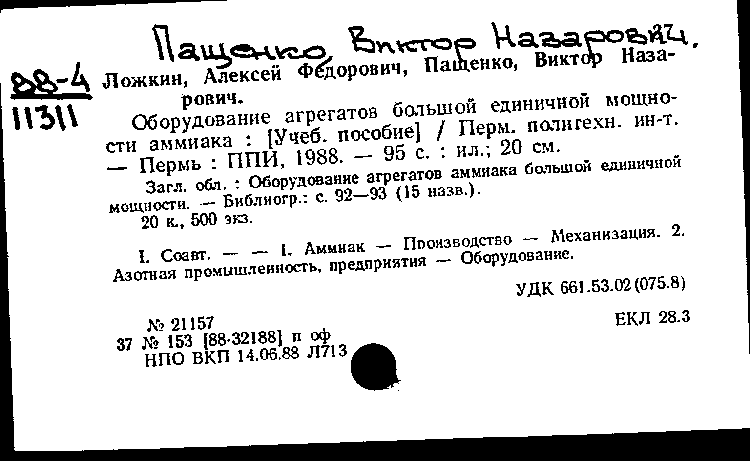 37
Пащенко, Виктор Назарович.
88-4
11311
Ложкин, Алексей Федорович, Пащенко, Виктор Наза-
рович.
Оборудование агрегатов большой единичной мощно-
сти аммиака : [Учеб. пособие] / Перм. политехн. ин-т.
— Пермь : ППИ, 1988. — 95 с. : ил.; 20 см.
Загл. обл. : Оборудование агрегатов аммиака большой единичной
мощности. — Библиогр.: с. 92—93 (15 назв.).
20 к., 500 экз.
I. Соавт. — — 1. Аммиак — Производство — Механизация. 2.
Азотная промышленность, предприятия — Оборудование.
УДК 661.53.02(075.8)
№ 21157
37 № 153 [88-32188] п оф
НПО ВКП 14.06.88 Л713
ЕКЛ 28.3